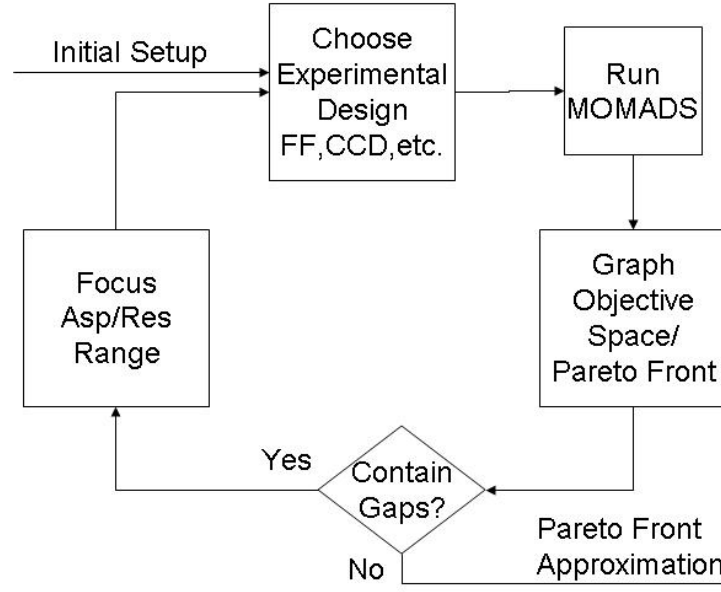 Initial Setup
Choose
Experimental
Design
FF,CCD,etc.
Run
MOMADS
Graph
Objective
Space/
Pareto Front
Contain
Gaps?
Yes
Focus
Asp/Res
Range
No
Pareto Front
Approximation